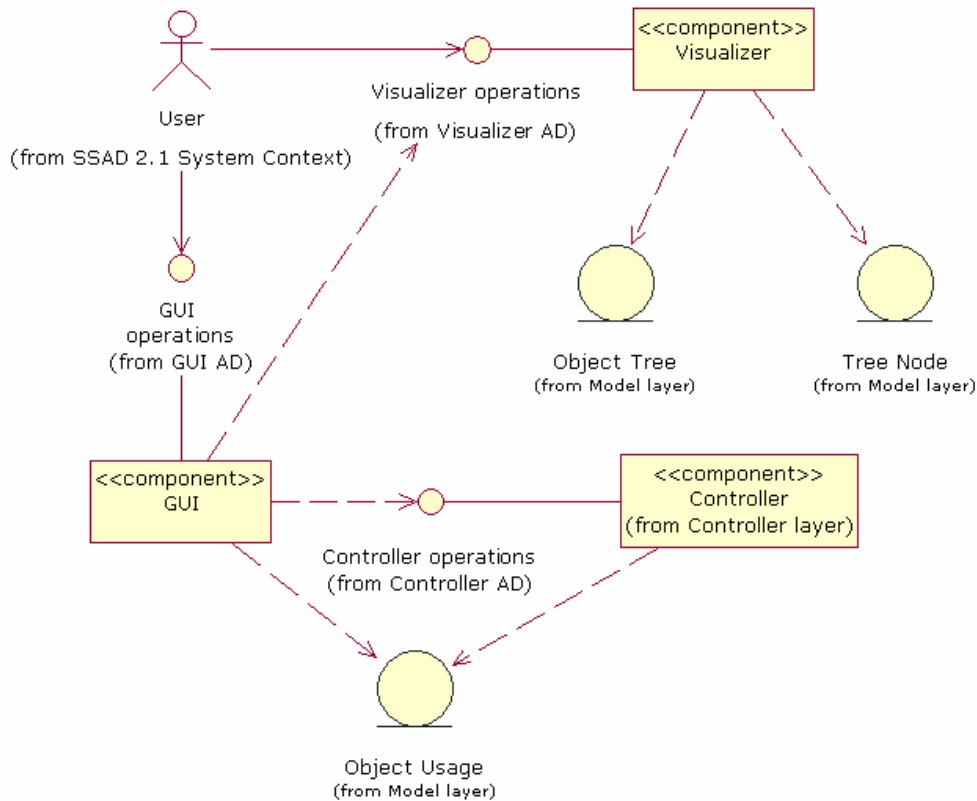 <<component>>
Visualizer
User
(from SSAD 2.1 System Context)
Visualizer operations
(from Visualizer AD)
GUI
operations
(from GUI AD)
Object Tree
(from Model layer)
Tree Node
(from Model layer)
<<component>>
GUI
<<component>>
Controller
(from Controller layer)
Controller operations
(from Controller AD)
Object Usage
(from Model layer)